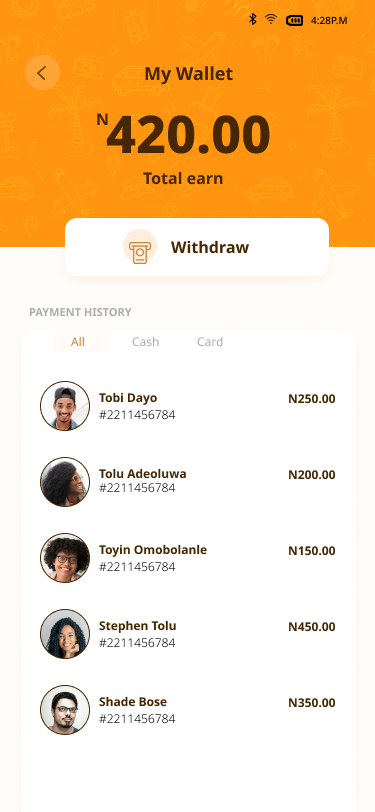 4:28P.M
My Wallet
N420.00
Total earn
Withdraw
PAYMENT HISTORY
All Cash Card
Tobi Dayo N250.00
#2211456784
Tolu Adeoluwa N200.00
#2211456784
Toyin Omobolanle N150.00
#2211456784
Stephen Tolu N450.00
#2211456784
Shade Bose N350.00
#2211456784